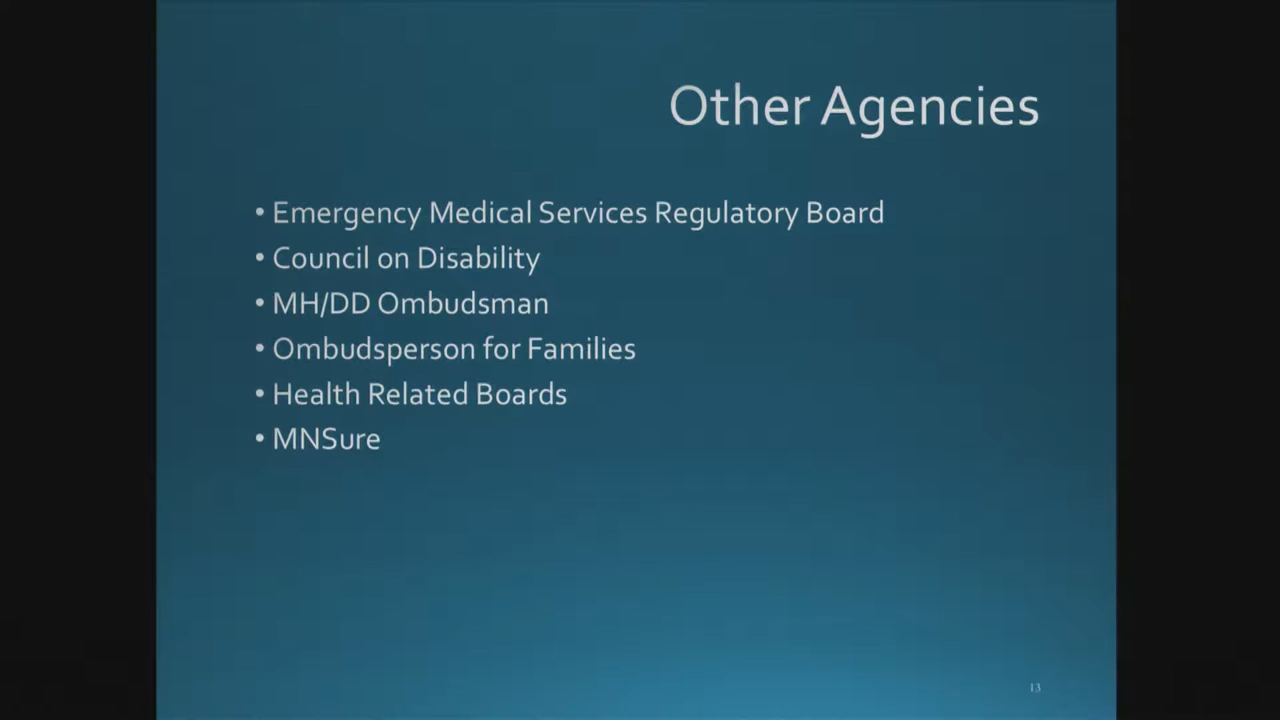 Other Agencies
• Emergency Medical Services Regulatory Board
• Council on Disability
• MH/DD Ombudsman
• Ombudsperson for Families
• Health Related Boards
• MNSure
13